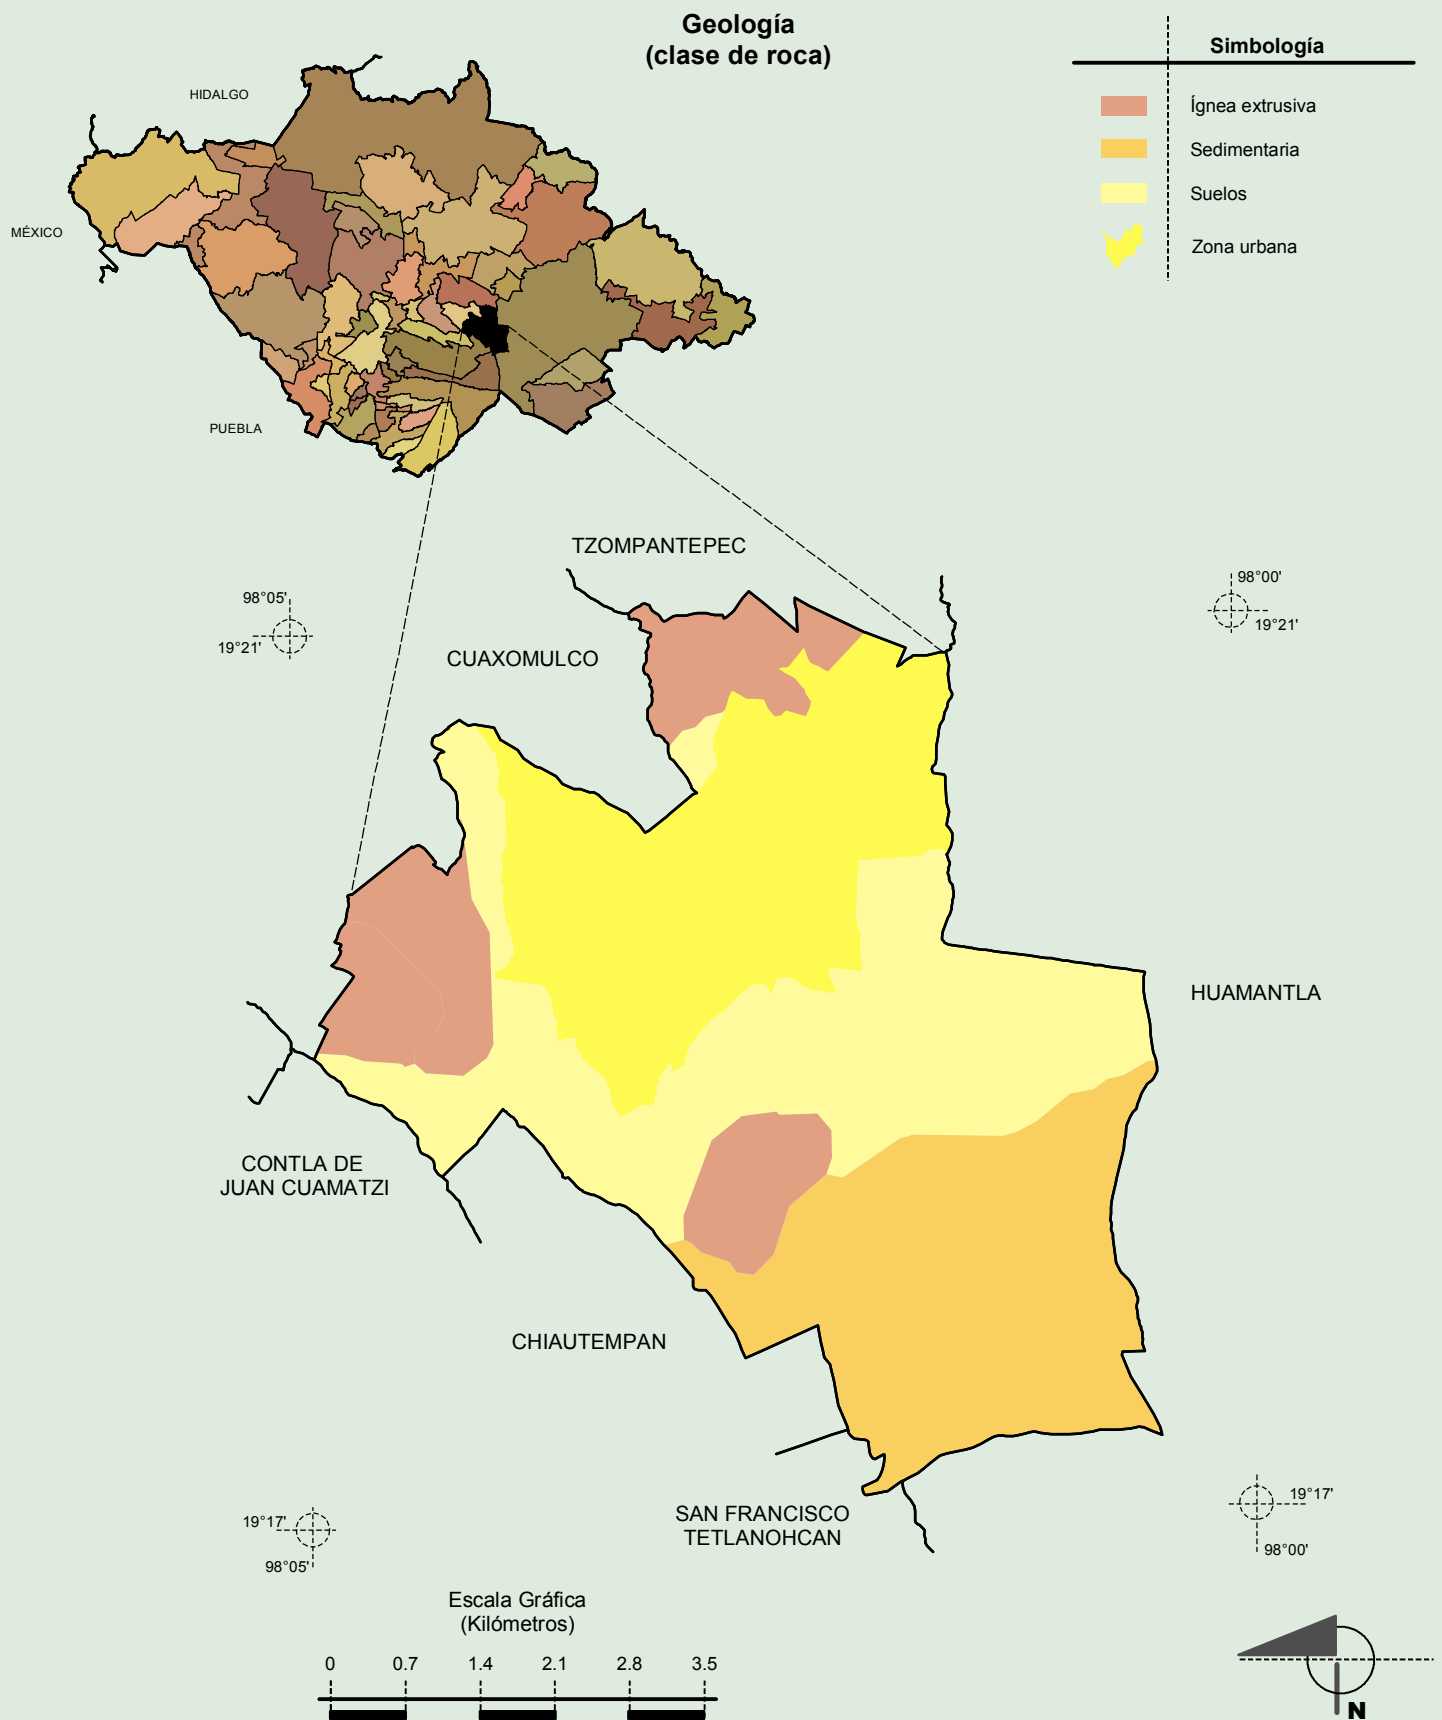 Geología
(clase de roca)
Simbología
Ígnea extrusiva
Sedimentaria
Suelos
Zona urbana
HIDALGO
MÉXICO
PUEBLA
TZOMPANTEPEC
98°05'
19°21'
98°00'
19°21'
CUAXOMULCO
HUAMANTLA
CONTLA DE
JUAN CUAMATZI
CHIAUTEMPAN
SAN FRANCISCO
TETLANOHCAN
19°17'
98°05'
19°17'
98°00'
Escala Gráfica
(Kilómetros)
0 0.7 1.4 2.1 2.8 3.5
N